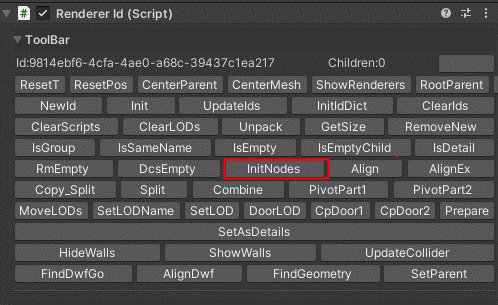 Renderer Id (Script)
ToolBar
Id:9814ebf6-4cfa-4ae0-a68c-39437c1ea217 Children:0
ResetT ResetPos CenterParent CenterMesh ShowRenderers RootParent
NewId Init UpdateIds InitIdDict ClearIds
ClearScripts ClearLODs Unpack GetSize RemoveNew
IsGroup IsSameName IsEmpty IsEmptyChild IsDetail
RmEmpty DcsEmpty InitNodes Align AlignEx
Copy_Split Split Combine PivotPart1 PivotPart2
MoveLODs SetLODName SetLOD DoorLOD CpDoor1 CpDoor2 Prepare
SetAsDetails
HideWalls ShowWalls UpdateCollider
FindDwfGo AlignDwf FindGeometry SetParent